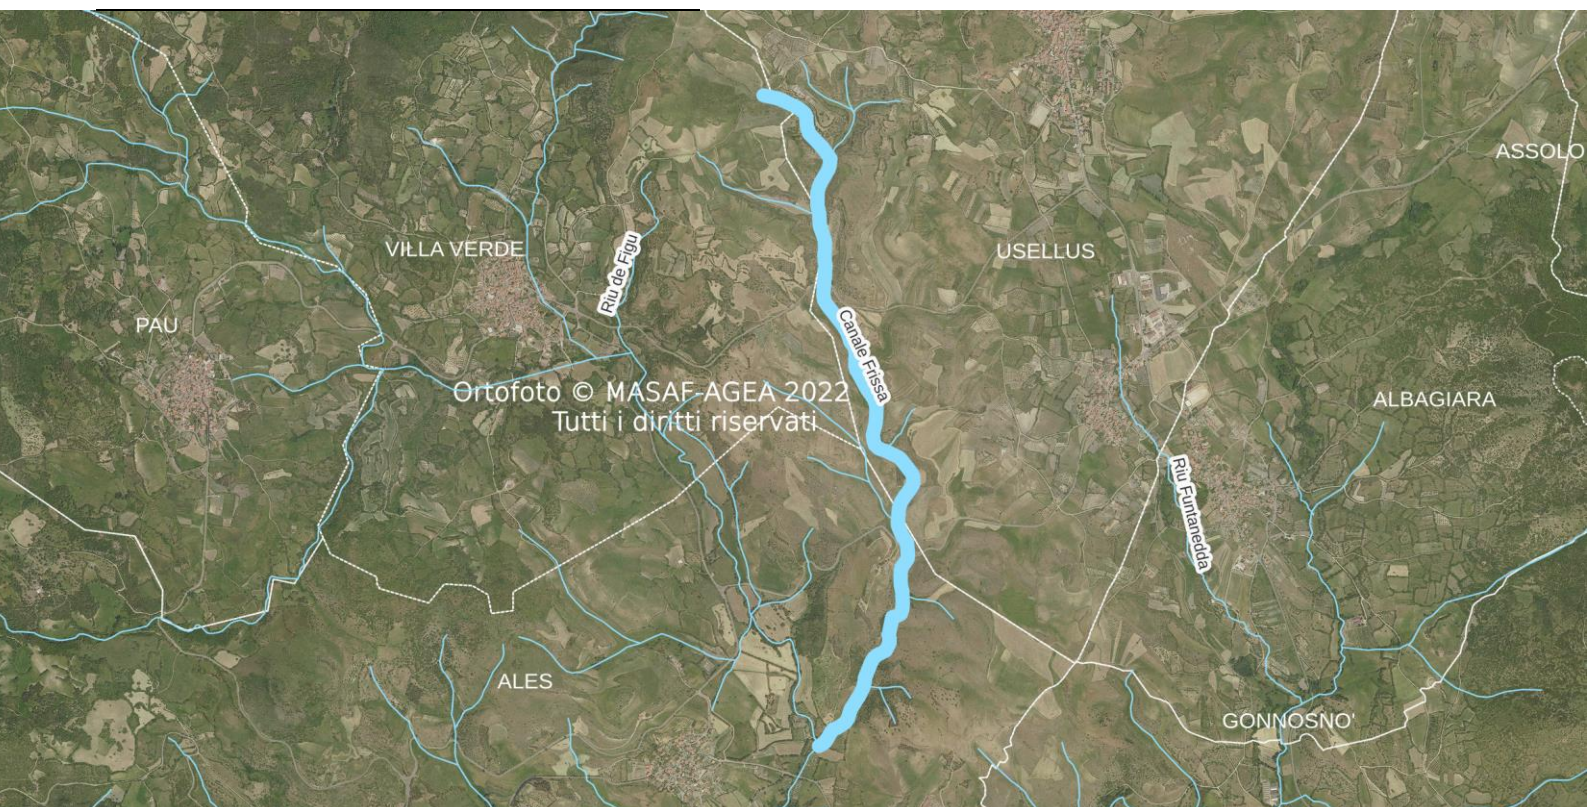 ASSOLO
VILLA VERDE
USELLUS
Riu de Figu
PAU
Canale Frissa
Ortofoto © MASAF-AGEA 2022
Tutti i diritti riservati
ALBAGIARA
Riu Funtanedda
ALES
GONNOSNO'